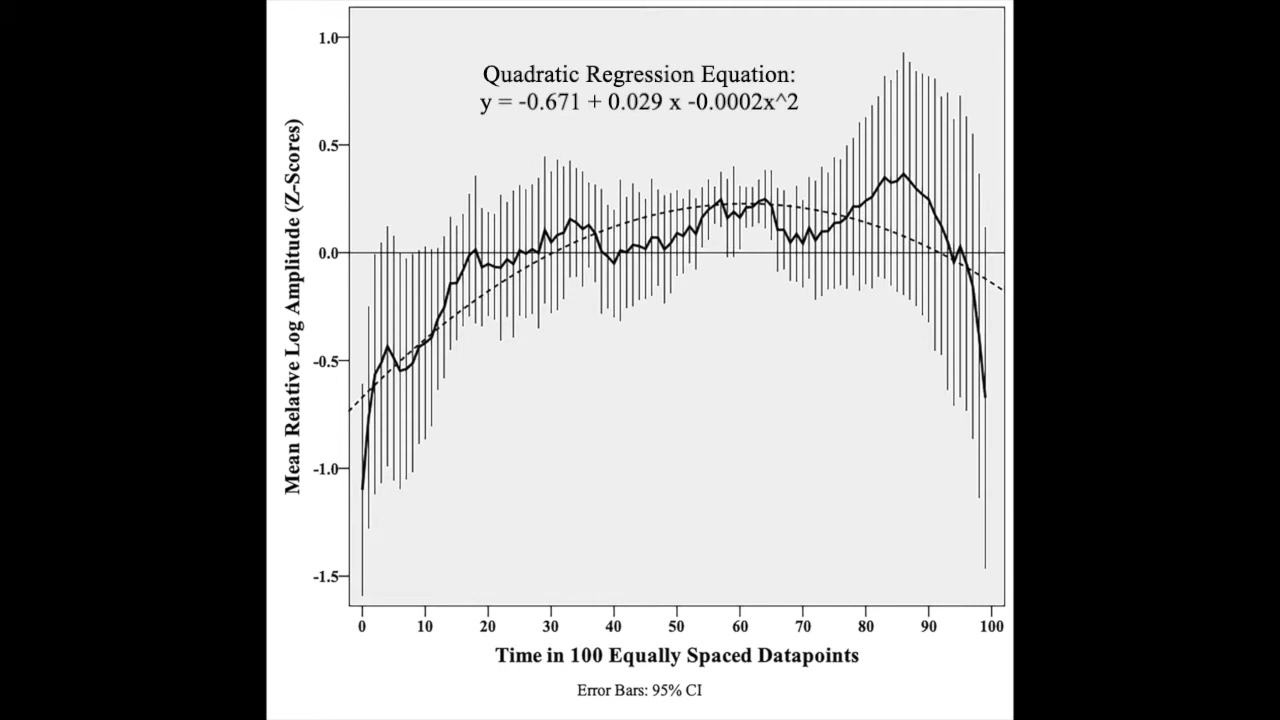 Quadratic Regression Equation:
y = -0.671 + 0.029 x -0.0002x^2
Mean Relative Log Amplitude (Z-Scores)
1.0
0.5
0.0
-0.5
-1.0
-1.5
0 10 20 30 40 50 60 70 80 90 100
Time in 100 Equally Spaced Datapoints
Error Bars: 95% CI